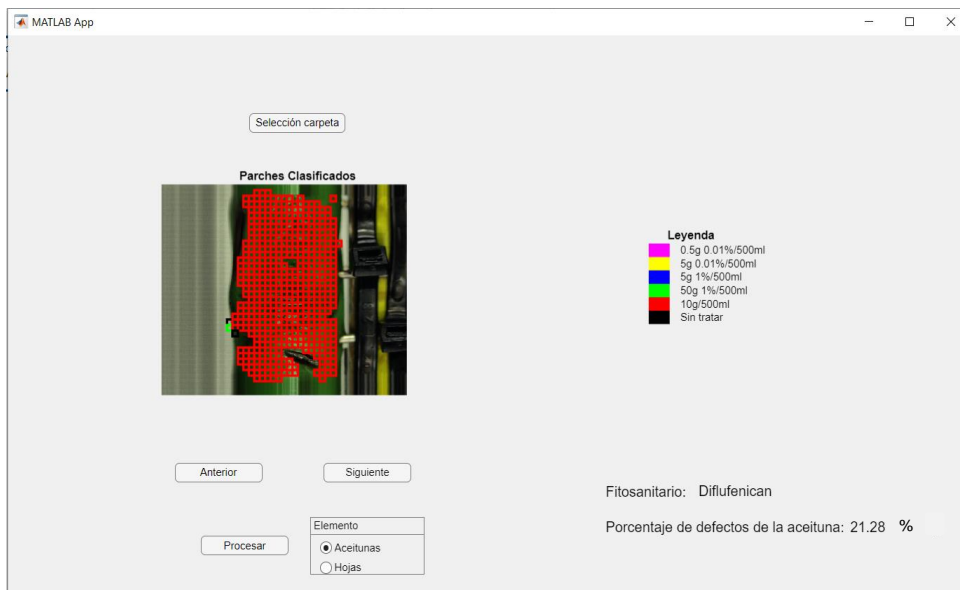 MATLAB App
Selección carpeta
Parches Clasificados
Leyenda
0.5g 0.01%/500ml
5g 0.01%/500ml
5g 1%/500ml
50g 1%/500ml
10g/500ml
Sin tratar
Anterior
Siguiente
Procesar
Elemento
Aceitunas
Hojas
Fitosanitario: Diflufenican
Porcentaje de defectos de la aceituna: 21.28 %